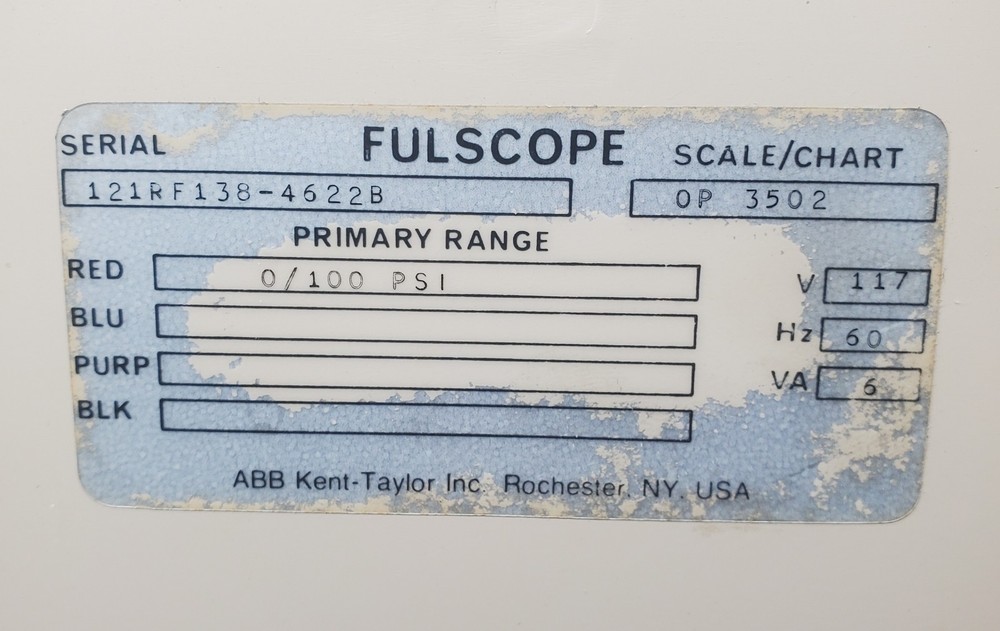 SERIAL FULSCOPE SCALE/CHART
121RF138-4622B OP 3502
PRIMARY RANGE
RED 0/100 PSI V 117
BLU Hz 60
PURP VA 6
BLK
ABB Kent-Taylor Inc. Rochester, NY. USA